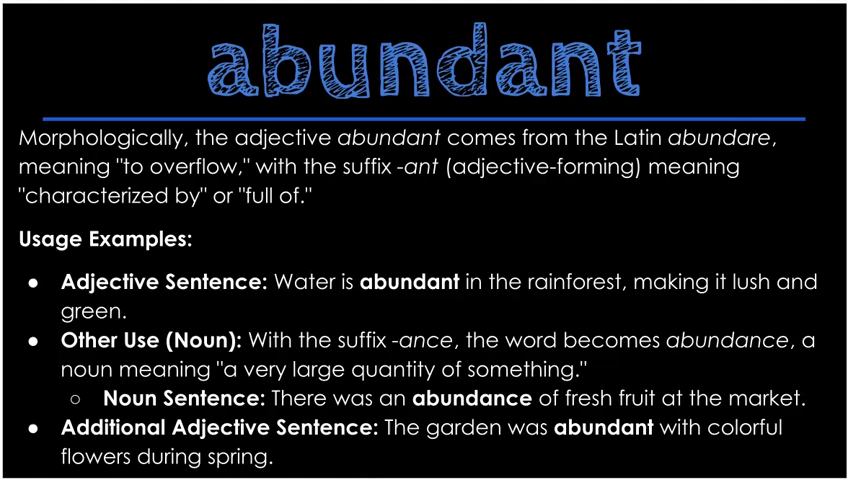 abundant
Morphologically, the adjective abundant comes from the Latin abundare,
meaning "to overflow," with the suffix -ant (adjective-forming) meaning
"characterized by" or "full of."
Usage Examples:
● Adjective Sentence: Water is abundant in the rainforest, making it lush and
green.
● Other Use (Noun): With the suffix -ance, the word becomes abundance, a
noun meaning "a very large quantity of something."
○ Noun Sentence: There was an abundance of fresh fruit at the market.
● Additional Adjective Sentence: The garden was abundant with colorful
flowers during spring.